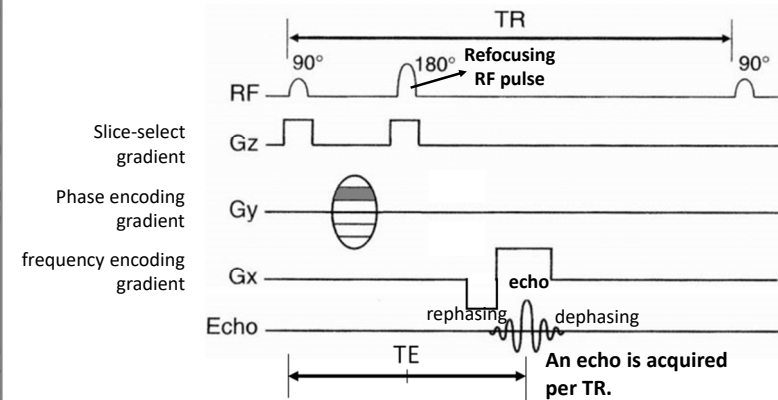 TR
90°
180°
Refocusing
RF pulse
90°
RF
Slice-select
gradient
Gz
Phase encoding
gradient
Gy
frequency encoding
gradient
Gx
echo
rephasing
dephasing
Echo
TE
An echo is acquired
per TR.